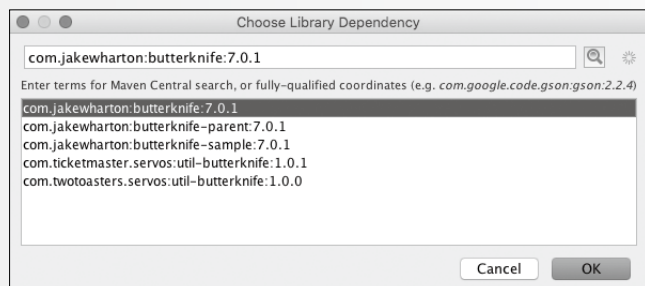 Choose Library Dependency
com.jakewharton:butterknife:7.0.1
Enter terms for Maven Central search, or fully-qualified coordinates (e.g. com.google.code.gson:gson:2.2.4)
com.jakewharton:butterknife:7.0.1
com.jakewharton:butterknife-parent:7.0.1
com.jakewharton:butterknife-sample:7.0.1
com.ticketmaster.servos:util-butterknife:1.0.1
com.twotoasters.servos:util-butterknife:1.0.0
Cancel OK